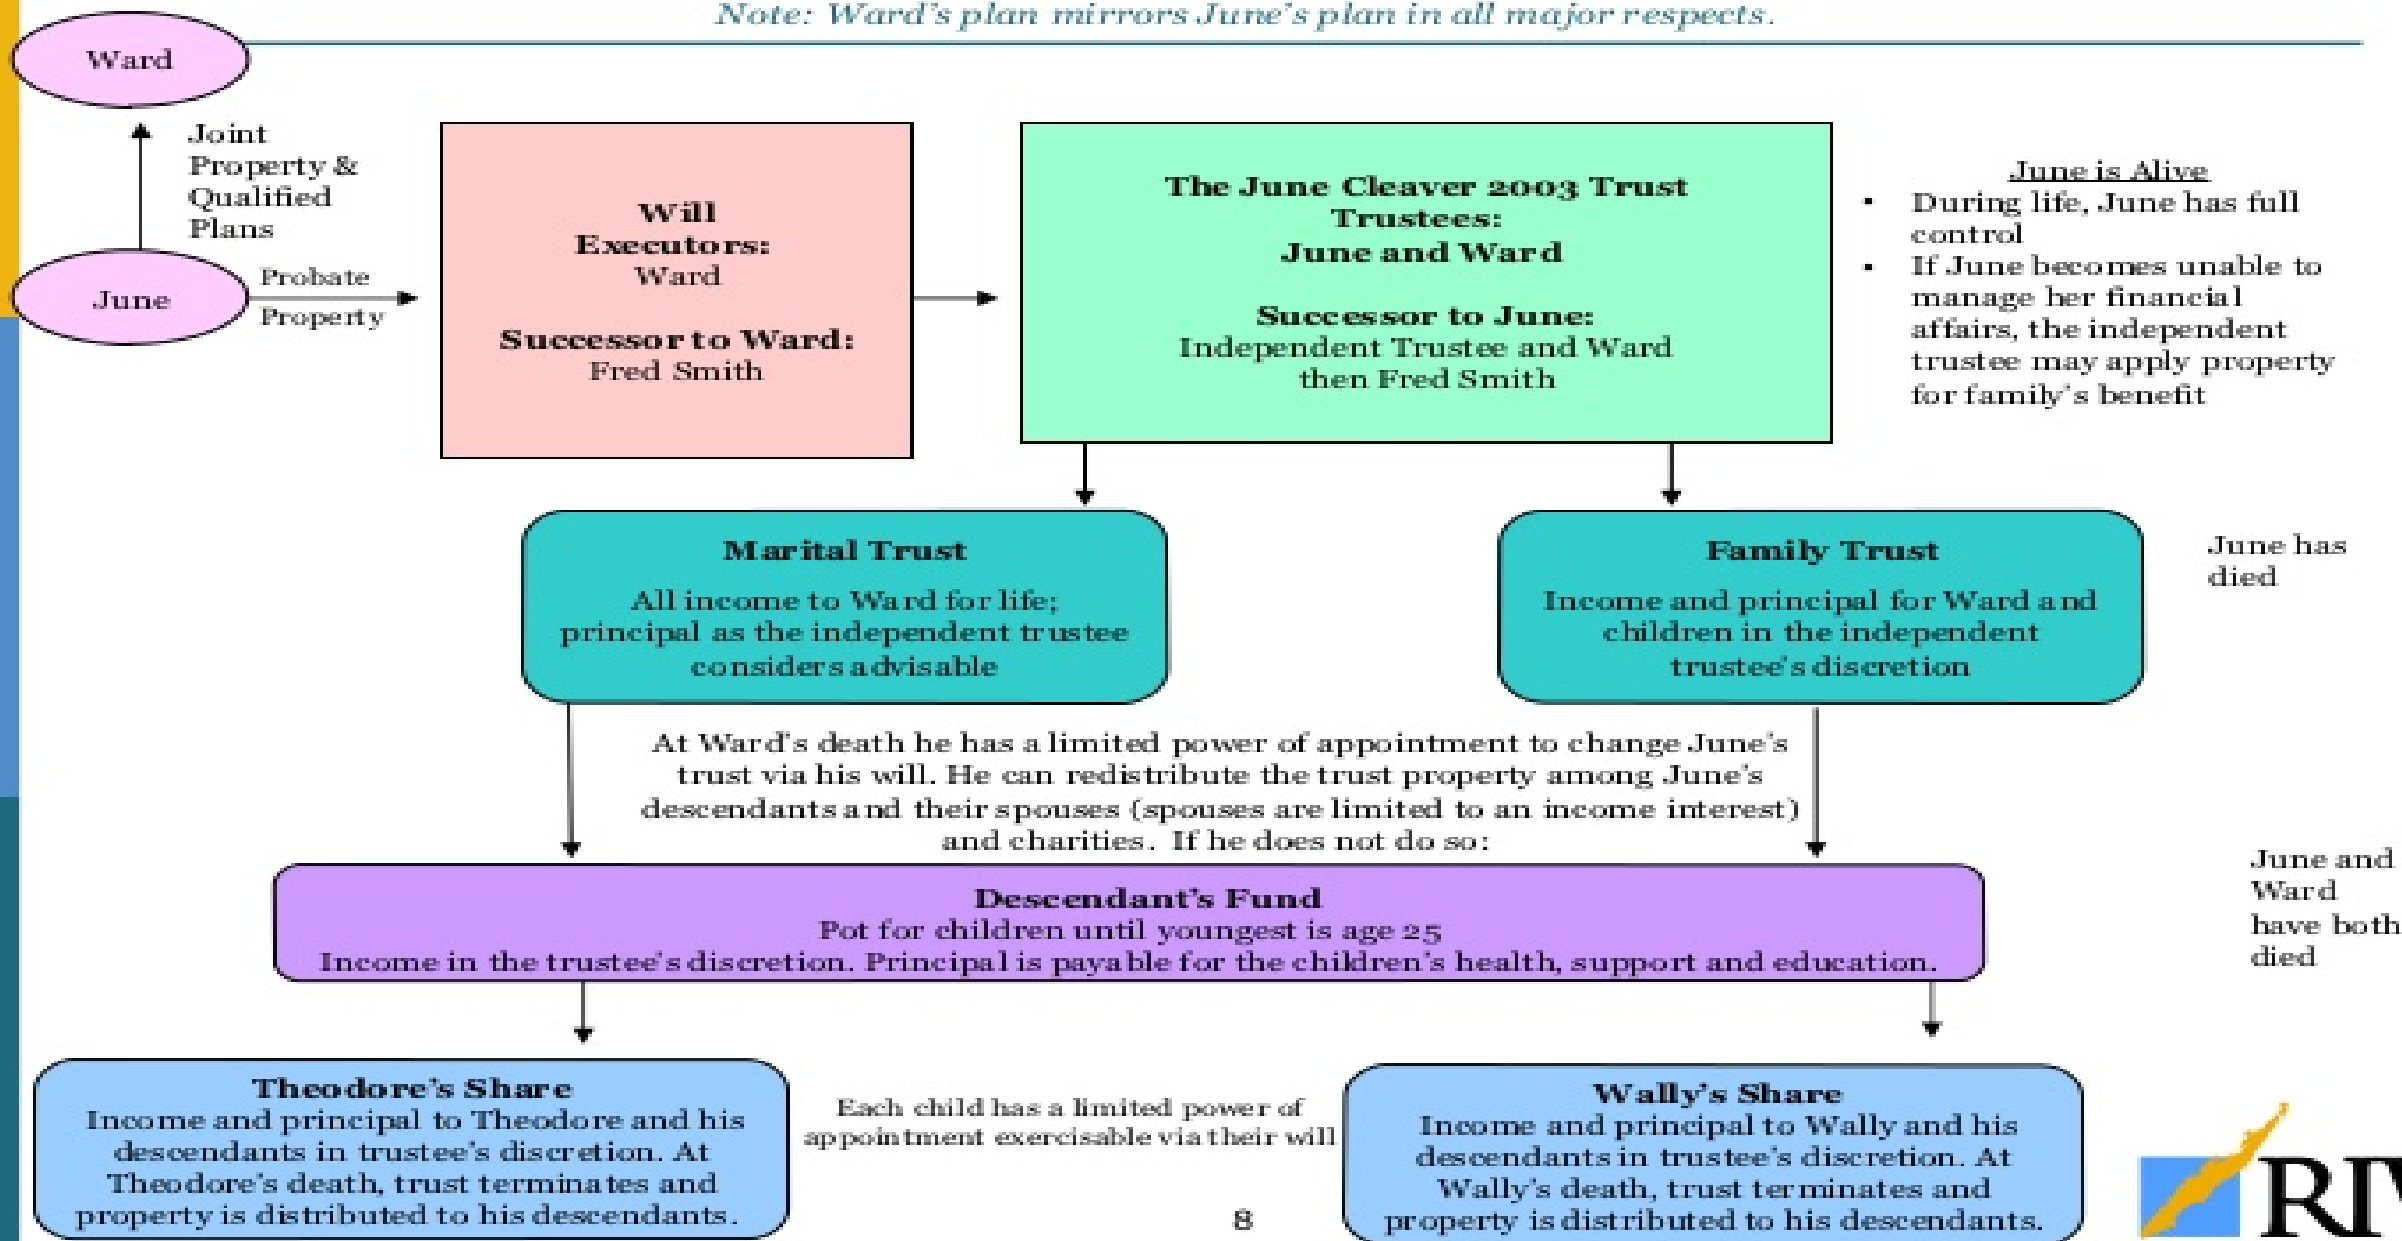 Note: Ward's plan mirrors June's plan in all major respects.
Ward
Joint
Property &
Qualified
Plans
June
Probate
Property
Will
Executors:
Ward
Successor to Ward:
Fred Smith
The June Cleaver 2003 Trust
Trustees:
June and Ward
Successor to June:
Independent Trustee and Ward
then Fred Smith
June is Alive
• During life, June has full
control
• If June becomes unable to
manage her financial
affairs, the independent
trustee may apply property
for family's benefit
Marital Trust
All income to Ward for life;
principal as the independent trustee
considers advisable
Family Trust
Income and principal for Ward and
children in the independent
trustee's discretion
June has
died
At Ward's death he has a limited power of appointment to change June's
trust via his will. He can redistribute the trust property among June's
descendants and their spouses (spouses are limited to an income interest)
and charities. If he does not do so:
Descendant's Fund
Pot for children until youngest is age 25
Income in the trustee's discretion. Principal is payable for the children's health, support and education.
June and
Ward
have both
died
Theodore's Share
Income and principal to Theodore and his
descendants in trustee's discretion. At
Theodore's death, trust terminates and
property is distributed to his descendants.
Each child has a limited power of
appointment exercisable via their will
Wally's Share
Income and principal to Wally and his
descendants in trustee's discretion. At
Wally's death, trust terminates and
property is distributed to his descendants.
8